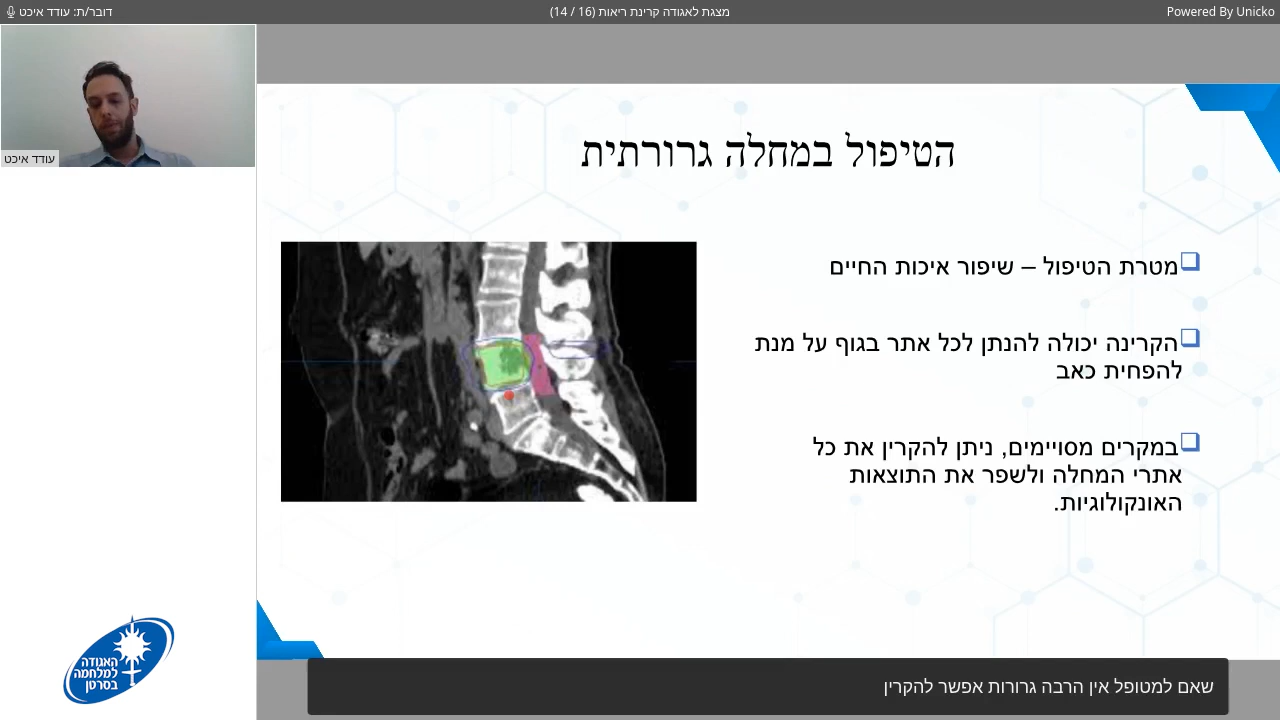 דובר/ת: עודד איכט
מצגת לאגודה קרינת ריאות (14 / 16)
Powered By Unicko
עודד איכט
הטיפול במחלה גרורתית
מטרת הטיפול – שיפור איכות החיים
הקרינה יכולה להנתן לכל אתר בגוף על מנת
להפחית כאב
במקרים מסויימים, ניתן להקרין את כל
אתרי המחלה ולשפר את התוצאות
האונקולוגיות.
האגודה
למלחמה
בסרטן
שאם למטופל אין הרבה גרורות אפשר להקרין